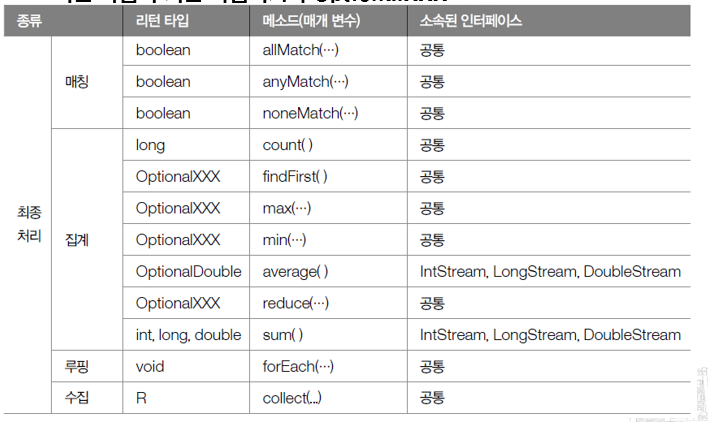 종류 리턴 타입 메소드(매개 변수) 소속된 인터페이스
최종 처리 매칭 boolean allMatch(…) 공통
boolean anyMatch(…) 공통
boolean noneMatch(…) 공통
집계 long count( ) 공통
OptionalXXX findFirst( ) 공통
OptionalXXX max(…) 공통
OptionalXXX min(…) 공통
OptionalDouble average( ) IntStream, LongStream, DoubleStream
OptionalXXX reduce(…) 공통
int, long, double sum( ) IntStream, LongStream, DoubleStream
루핑 void forEach(…) 공통
수집 R collect(...) 공통